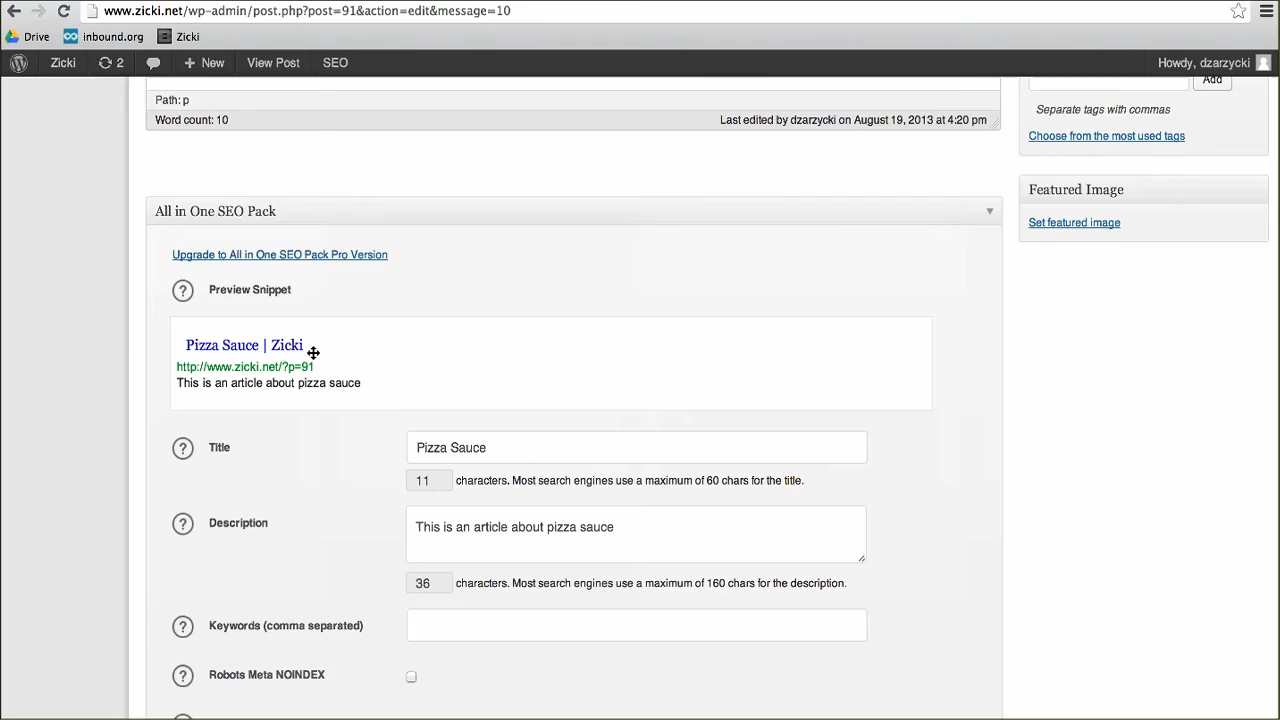 www.zicki.net/wp-admin/post.php?post=91&action=edit&message=10
Drive inbound.org Zicki
Zicki 2 New View Post SEO Howdy, dzarzycki
Path: p
Word count: 10 Last edited by dzarzycki on August 19, 2013 at 4:20 pm
Add
Separate tags with commas
Choose from the most used tags
Featured Image
Set featured image
All in One SEO Pack
Upgrade to All in One SEO Pack Pro Version
? Preview Snippet
Pizza Sauce | Zicki
http://www.zicki.net/?p=91
This is an article about pizza sauce
? Title Pizza Sauce
11 characters. Most search engines use a maximum of 60 chars for the title.
? Description This is an article about pizza sauce
36 characters. Most search engines use a maximum of 160 chars for the description.
? Keywords (comma separated)
? Robots Meta NOINDEX